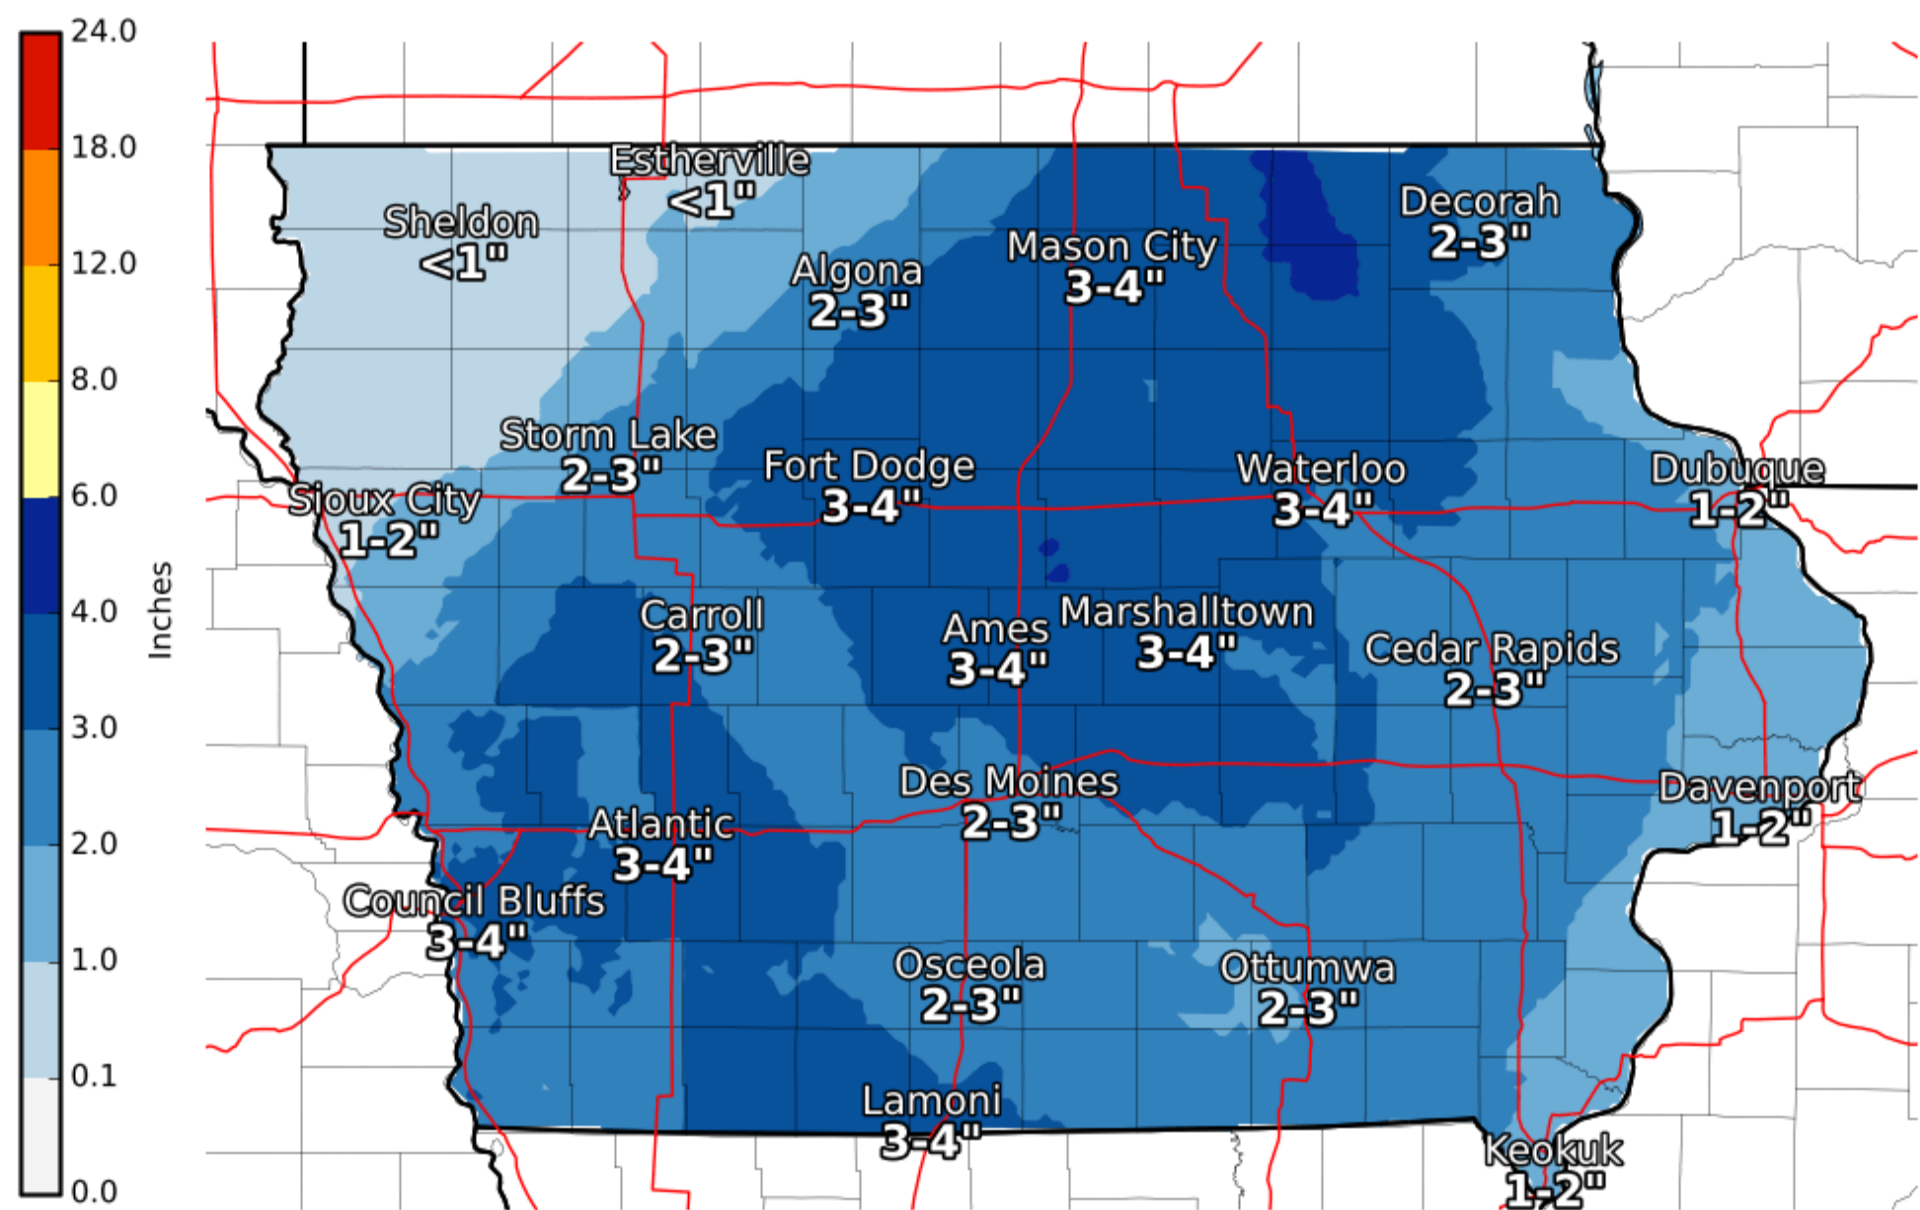 24.0
18.0
12.0
8.0
6.0
4.0
3.0
2.0
1.0
0.1
0.0
Inches
Estherville
<1"
Sheldon
<1"
Decorah
2-3"
Mason City
3-4"
Algona
2-3"
Storm Lake
2-3"
Fort Dodge
3-4"
Waterloo
3-4"
Dubuque
1-2"
Sioux City
1-2"
Carroll
2-3"
Ames
3-4"
Marshalltown
3-4"
Cedar Rapids
2-3"
Des Moines
2-3"
Davenport
1-2"
Atlantic
3-4"
Council Bluffs
3-4"
Osceola
2-3"
Ottumwa
2-3"
Lamoni
3-4"
Keokuk
1-2"